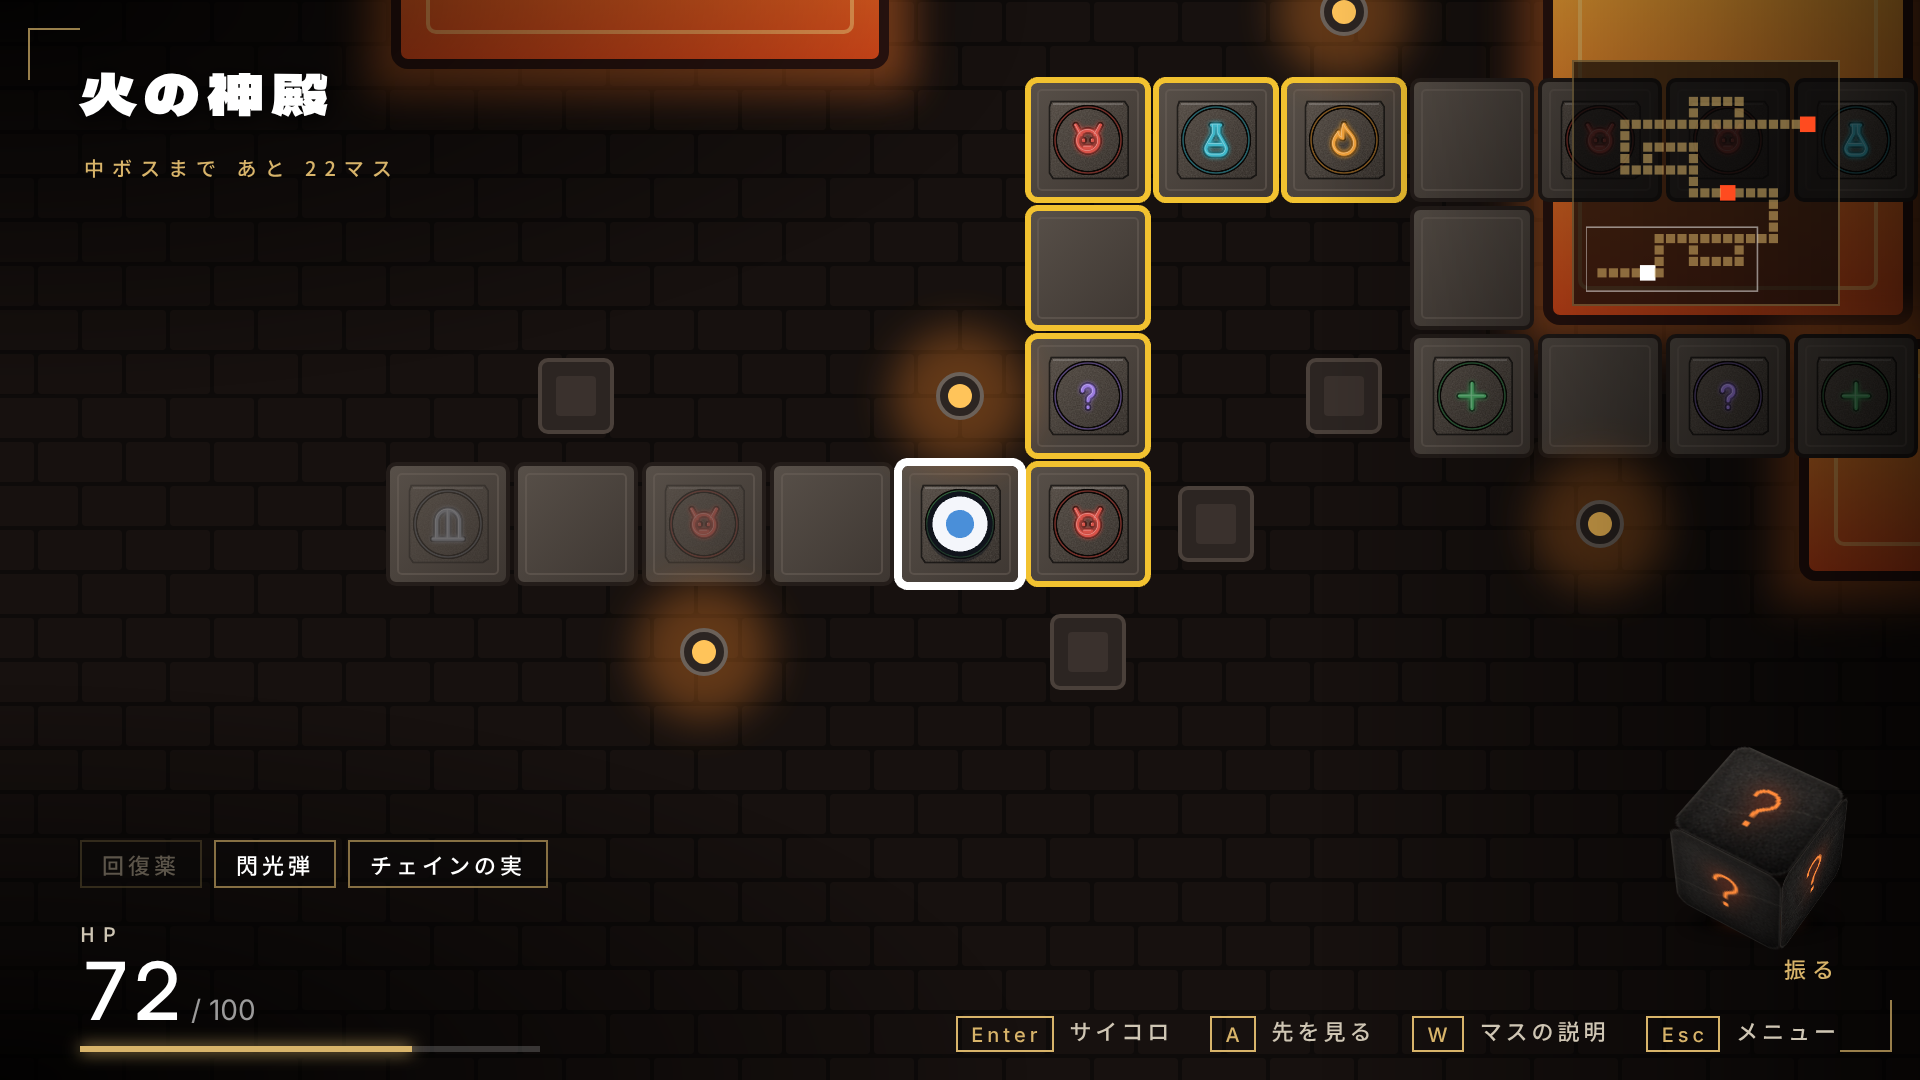 火の神殿
中ボスまで あと 22マス
?
?
?
?
?
?
回復薬
閃光弾
チェインの実
HP
72 / 100
振る
Enter サイコロ
A 先を見る
W マスの説明
Esc メニュー